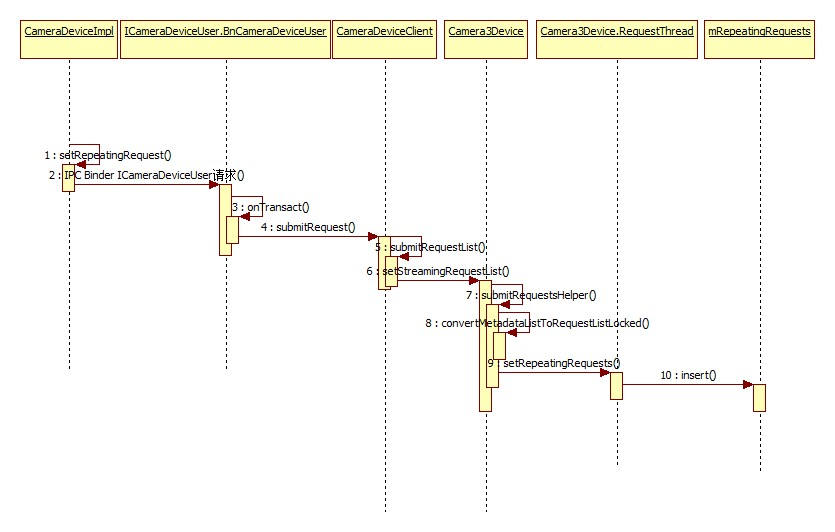 CameraDeviceImpl
ICameraDeviceUser.BnCameraDeviceUser
CameraDeviceClient
Camera3Device
Camera3Device.RequestThread
mRepeatingRequests
1 : setRepeatingRequest()
2 : IPC Binder ICameraDeviceUser请求()
3 : onTransact()
4 : submitRequest()
5 : submitRequestList()
6 : setStreamingRequestList()
7 : submitRequestsHelper()
8 : convertMetadataListToRequestListLocked()
9 : setRepeatingRequests()
10 : insert()